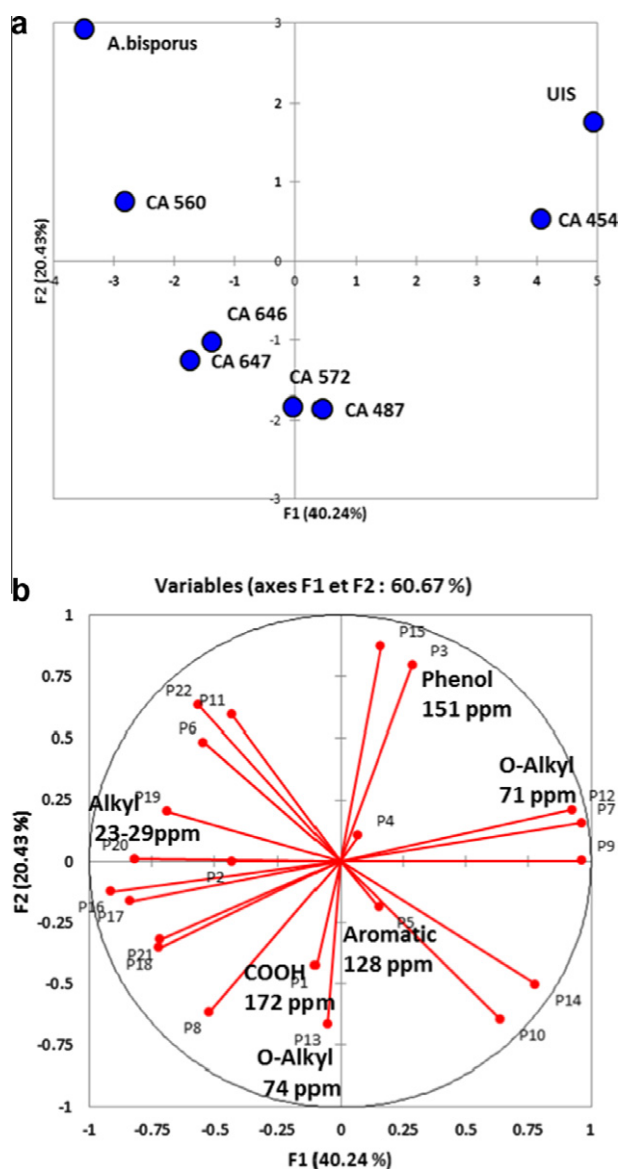 a
3
A.bisporus
UIS
2
1
CA 560
CA 454
0
-4 -3 -2 -1 0 1 2 3 4 5
F2 (20.43%)
CA 646
-1
CA 647
CA 572
CA 487
-2
-3
F1 (40.24%)
b
Variables (axes F1 et F2 : 60.67 %)
1
P15
P3
0.75
Phenol
151 ppm
P22
P11
0.5
P6
O-Alkyl
71 ppm
P12
P7
0.25
P19
Alkyl
23-29ppm
P4
P20
P9
0
P2
P16
P17
P5
-0.25
Aromatic
128 ppm
P21
P18
COOH
172 ppm
P1
P14
-0.5
P8
P10
P13
O-Alkyl
74 ppm
-0.75
-1
-1 -0.75 -0.5 -0.25 0 0.25 0.5 0.75 1
F2 (20.43 %)
F1 (40.24 %)